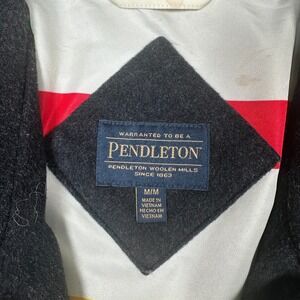 WARRANTED TO BE A
PENDLETON
PENDLETON WOOLEN MILLS
SINCE 1863
M/M
MADE IN
VIETNAM
HECHO EN
VIETNAM